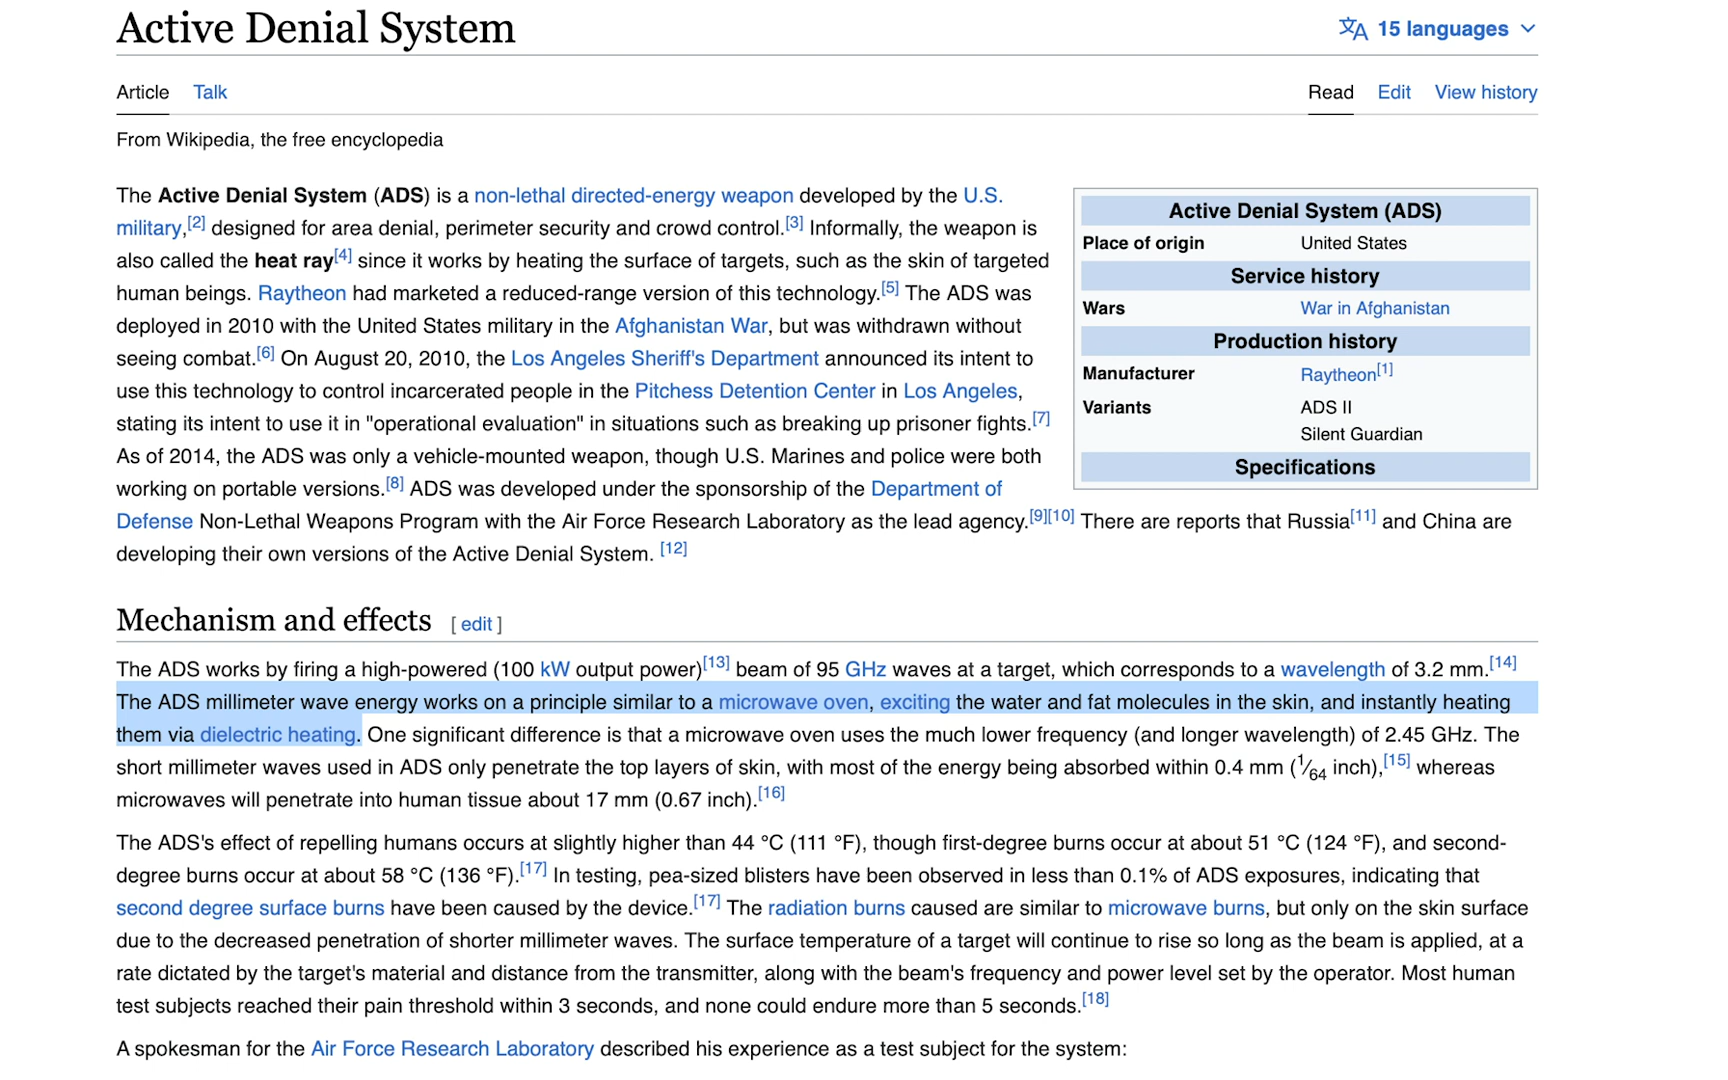 Active Denial System
15 languages
Article Talk
Read Edit View history
From Wikipedia, the free encyclopedia
The Active Denial System (ADS) is a non-lethal directed-energy weapon developed by the U.S.
military,[2] designed for area denial, perimeter security and crowd control.[3] Informally, the weapon is
also called the heat ray[4] since it works by heating the surface of targets, such as the skin of targeted
human beings. Raytheon had marketed a reduced-range version of this technology.[5] The ADS was
deployed in 2010 with the United States military in the Afghanistan War, but was withdrawn without
seeing combat.[6] On August 20, 2010, the Los Angeles Sheriff's Department announced its intent to
use this technology to control incarcerated people in the Pitchess Detention Center in Los Angeles,
stating its intent to use it in "operational evaluation" in situations such as breaking up prisoner fights.[7]
As of 2014, the ADS was only a vehicle-mounted weapon, though U.S. Marines and police were both
working on portable versions.[8] ADS was developed under the sponsorship of the Department of
Defense Non-Lethal Weapons Program with the Air Force Research Laboratory as the lead agency.[9][10] There are reports that Russia[11] and China are
developing their own versions of the Active Denial System. [12]
Active Denial System (ADS)
Place of origin United States
Service history
Wars War in Afghanistan
Production history
Manufacturer Raytheon[1]
Variants ADS II
Silent Guardian
Specifications
Mechanism and effects [ edit ]
The ADS works by firing a high-powered (100 kW output power)[13] beam of 95 GHz waves at a target, which corresponds to a wavelength of 3.2 mm.[14]
The ADS millimeter wave energy works on a principle similar to a microwave oven, exciting the water and fat molecules in the skin, and instantly heating
them via dielectric heating. One significant difference is that a microwave oven uses the much lower frequency (and longer wavelength) of 2.45 GHz. The
short millimeter waves used in ADS only penetrate the top layers of skin, with most of the energy being absorbed within 0.4 mm (1⁄64 inch),[15] whereas
microwaves will penetrate into human tissue about 17 mm (0.67 inch).[16]
The ADS's effect of repelling humans occurs at slightly higher than 44 °C (111 °F), though first-degree burns occur at about 51 °C (124 °F), and second-
degree burns occur at about 58 °C (136 °F).[17] In testing, pea-sized blisters have been observed in less than 0.1% of ADS exposures, indicating that
second degree surface burns have been caused by the device.[17] The radiation burns caused are similar to microwave burns, but only on the skin surface
due to the decreased penetration of shorter millimeter waves. The surface temperature of a target will continue to rise so long as the beam is applied, at a
rate dictated by the target's material and distance from the transmitter, along with the beam's frequency and power level set by the operator. Most human
test subjects reached their pain threshold within 3 seconds, and none could endure more than 5 seconds.[18]
A spokesman for the Air Force Research Laboratory described his experience as a test subject for the system: